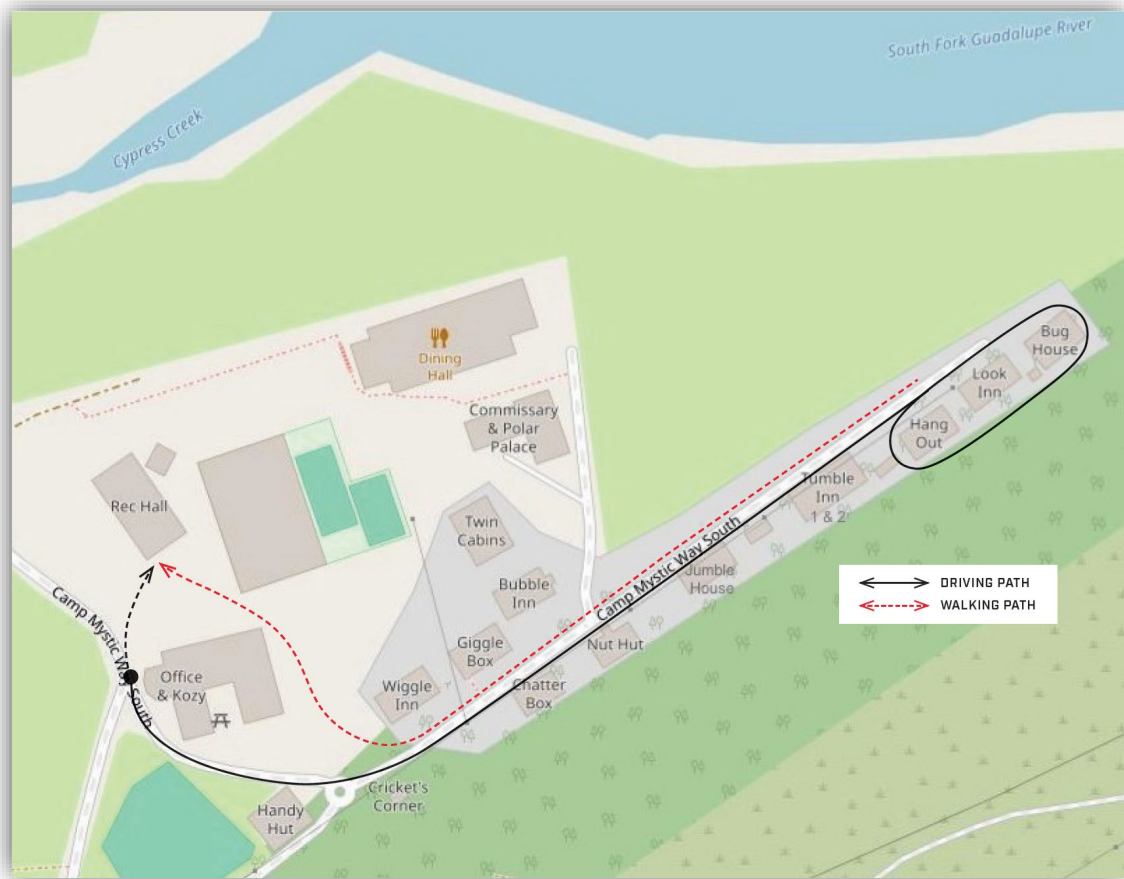 South Fork Guadalupe River
Cypress Creek
Dining
Hall
Commissary
& Polar
Palace
Bug
House
Look
Inn
Hang
Out
Tumble
Inn
1 & 2
Rec Hall
Twin
Cabins
Camp Mystic Way South
Jumble
House
Bubble
Inn
DRIVING PATH
WALKING PATH
Camp Mystic Way South
Giggle
Box
Nut Hut
Office
& Kozy
Wiggle
Inn
Chatter
Box
Cricket's
Corner
Handy
Hut